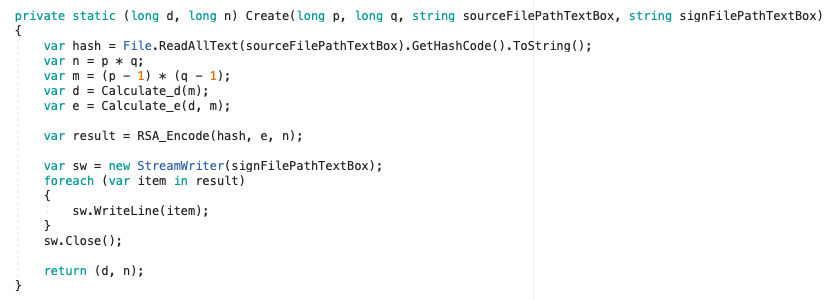 private static (long d, long n) Create(long p, long q, string sourceFilePathTextBox, string signFilePathTextBox)
{
    var hash = File.ReadAllText(sourceFilePathTextBox).GetHashCode().ToString();
    var n = p * q;
    var m = (p - 1) * (q - 1);
    var d = Calculate_d(m);
    var e = Calculate_e(d, m);

    var result = RSA_Encode(hash, e, n);

    var sw = new StreamWriter(signFilePathTextBox);
    foreach (var item in result)
    {
        sw.WriteLine(item);
    }
    sw.Close();

    return (d, n);
}